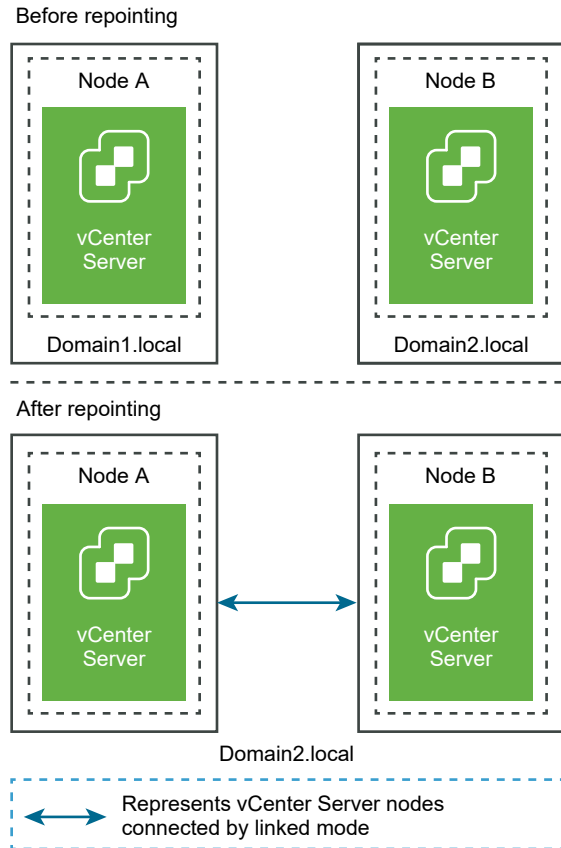 Before repointing
Node A
Node B
vCenter
Server
vCenter
Server
Domain1.local
Domain2.local
After repointing
Node A
Node B
vCenter
Server
vCenter
Server
Domain2.local
Represents vCenter Server nodes
connected by linked mode